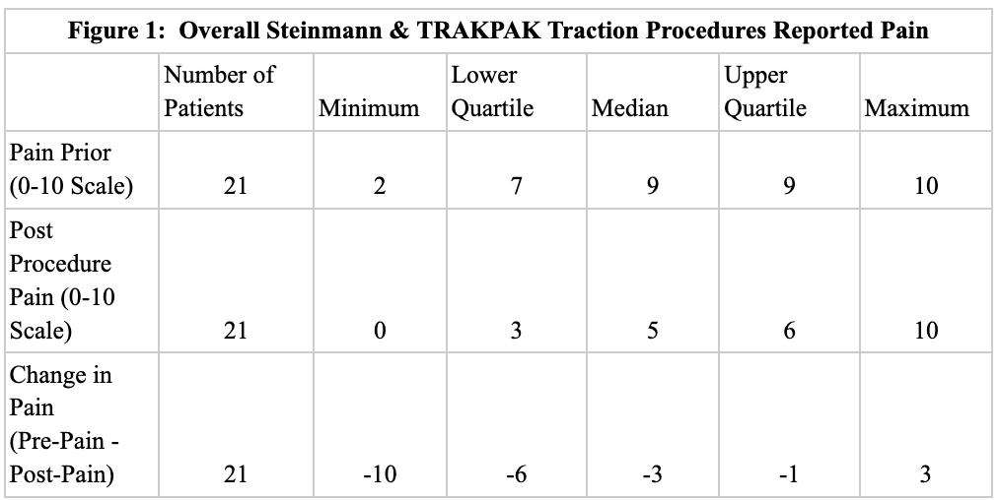 Figure 1:  Overall Steinmann & TRAKPAK Traction Procedures Reported Pain
Number of Patients Minimum Lower Quartile Median Upper Quartile Maximum
Pain Prior (0-10 Scale) 21 2 7 9 9 10
Post Procedure Pain (0-10 Scale) 21 0 3 5 6 10
Change in Pain (Pre-Pain - Post-Pain) 21 -10 -6 -3 -1 3